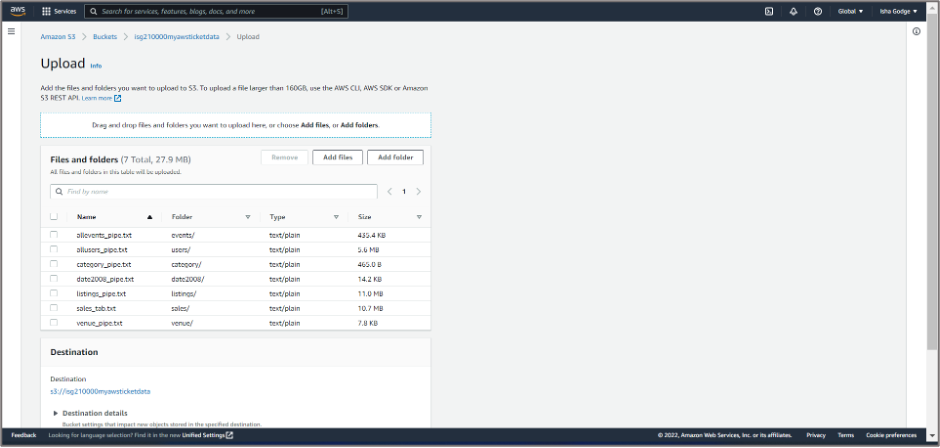 aws
Services
Search for services, features, blogs, docs, and more
[Alt+S]
Global
Isha Godge
Amazon S3 > Buckets > isg210000myawsticketdata > Upload
Upload Info
Add the files and folders you want to upload to S3. To upload a file larger than 160GB, use the AWS CLI, AWS SDK or Amazon
S3 REST API. Learn more
Drag and drop files and folders you want to upload here, or choose Add files, or Add folders.
Files and folders (7 Total, 27.9 MB)
Remove
Add files
Add folder
All files and folders in this table will be uploaded.
Find by name
< 1 >
Name Folder Type Size
allevents_pipe.txt events/ text/plain 435.4 KB
allusers_pipe.txt users/ text/plain 5.6 MB
category_pipe.txt category/ text/plain 465.0 B
date2008_pipe.txt date2008/ text/plain 14.2 KB
listings_pipe.txt listings/ text/plain 11.0 MB
sales_tab.txt sales/ text/plain 10.7 MB
venue_pipe.txt venue/ text/plain 7.8 KB
Destination
Destination
s3://isg210000myawsticketdata
Destination details
Bucket settings that impact new objects stored in the specified destination.
Feedback
Looking for language selection? Find it in the new Unified Settings
© 2022, Amazon Web Services, Inc. or its affiliates.
Privacy
Terms
Cookie preferences